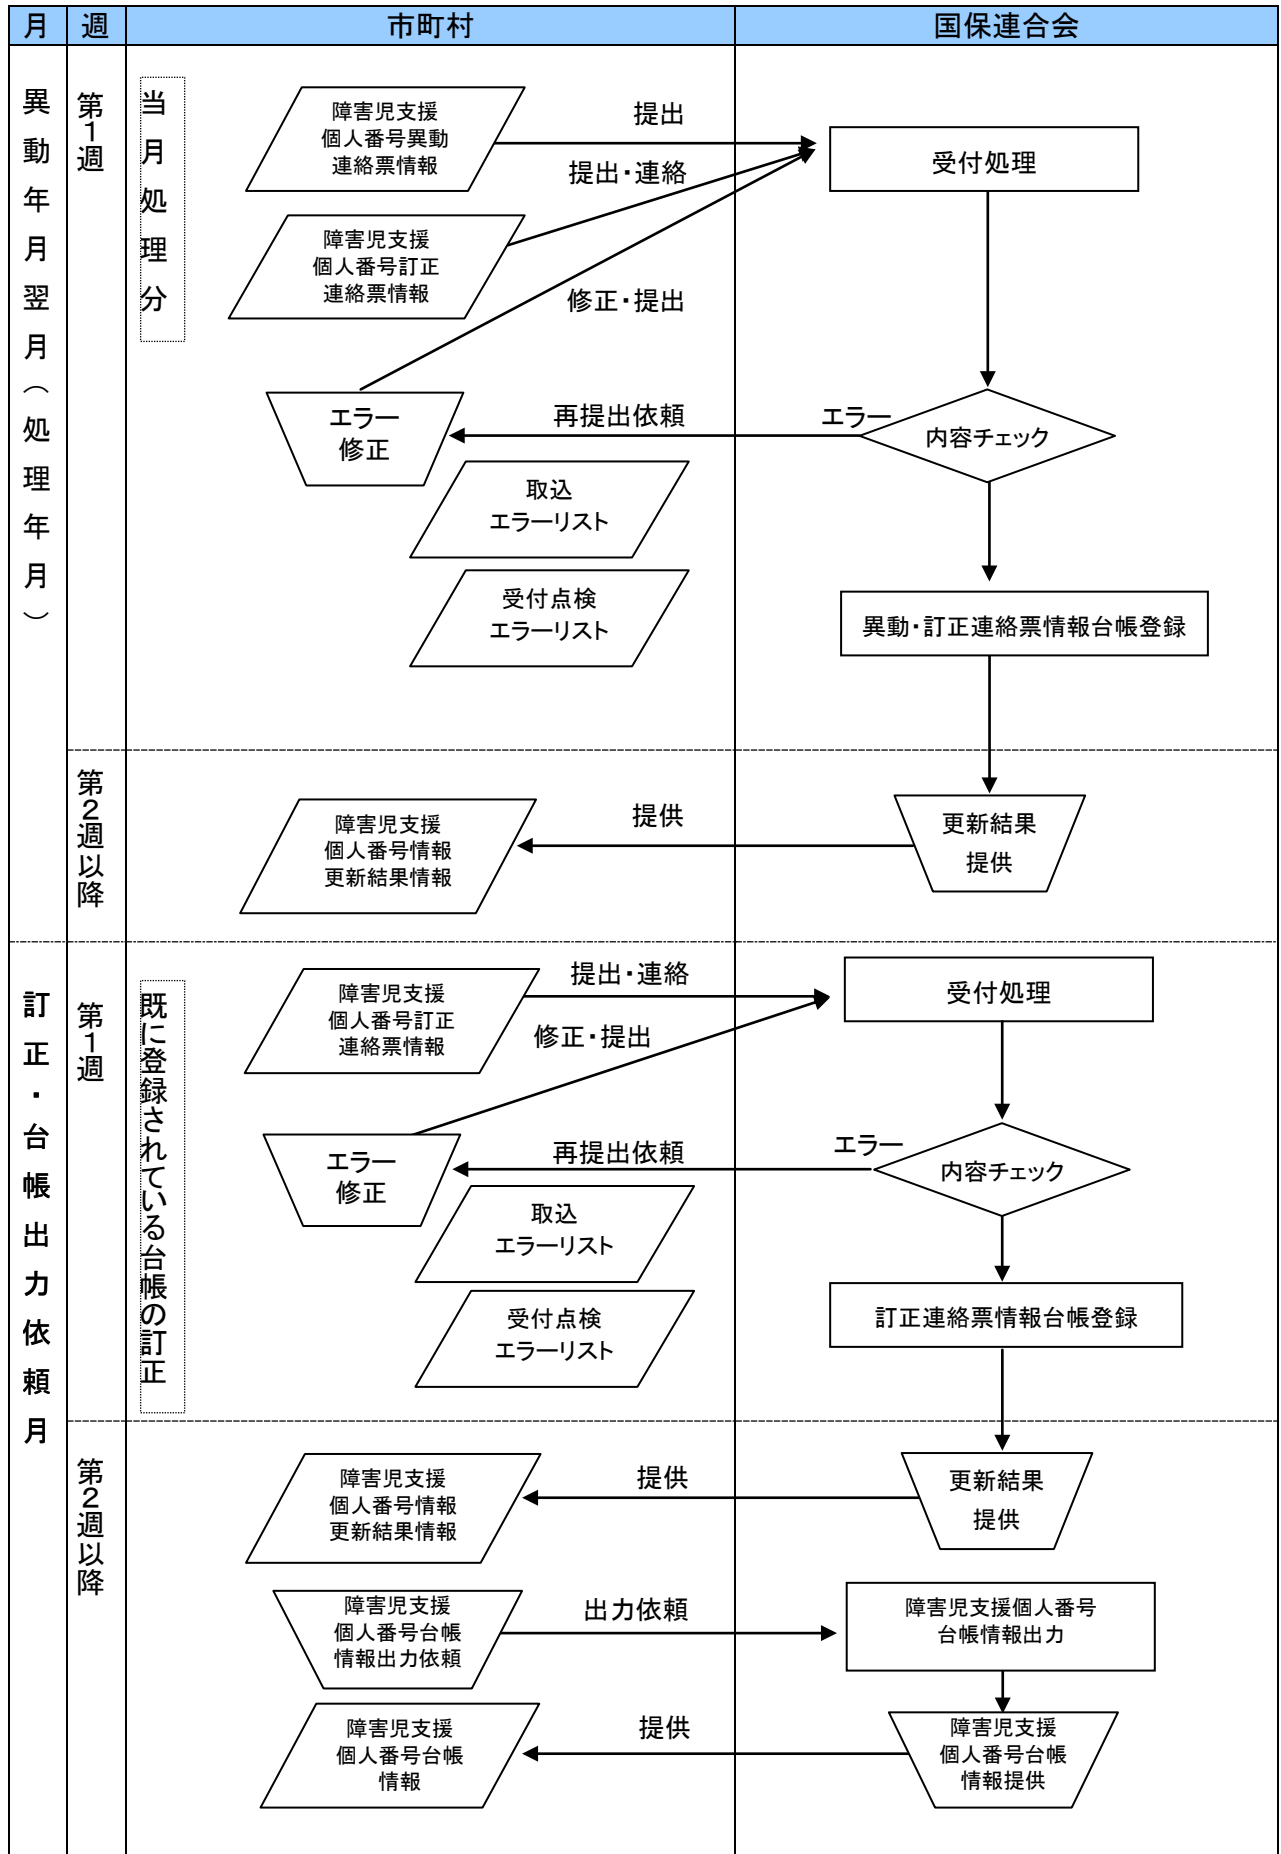 月
週
市町村
国保連合会
異動年月翌月（処理年月）
第1週
当月処理分
障害児支援
個人番号異動
連絡票情報
提出
受付処理
提出・連絡
障害児支援
個人番号訂正
連絡票情報
修正・提出
エラー
修正
再提出依頼
エラー
内容チェック
取込
エラーリスト
受付点検
エラーリスト
異動・訂正連絡票情報台帳登録
第2週以降
障害児支援
個人番号情報
更新結果情報
提供
更新結果
提供
訂正・台帳出力依頼月
第1週
既に登録されている台帳の訂正
障害児支援
個人番号訂正
連絡票情報
提出・連絡
受付処理
修正・提出
エラー
修正
再提出依頼
エラー
内容チェック
取込
エラーリスト
受付点検
エラーリスト
訂正連絡票情報台帳登録
第2週以降
障害児支援
個人番号情報
更新結果情報
提供
更新結果
提供
障害児支援
個人番号台帳
情報出力依頼
出力依頼
障害児支援個人番号
台帳情報出力
障害児支援
個人番号台帳
情報
提供
障害児支援
個人番号台帳
情報提供